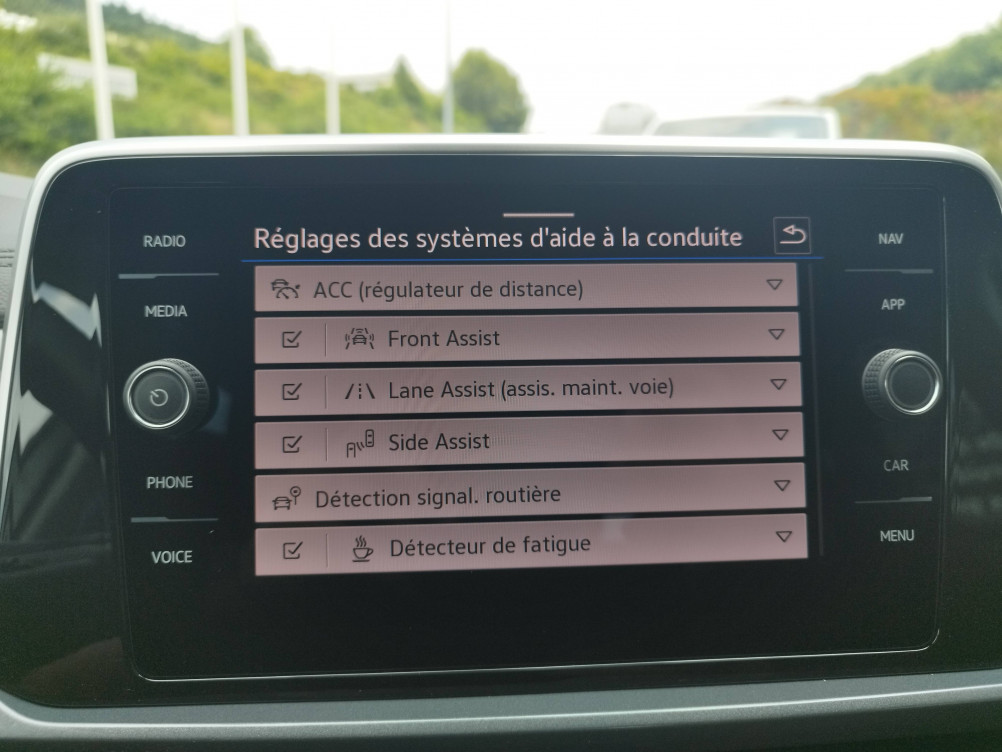 Réglages des systèmes d'aide à la conduite
RADIO
MEDIA
PHONE
VOICE
ACC (régulateur de distance)
Front Assist
Lane Assist (assis. maint. voie)
Side Assist
Détection signal. routière
Détecteur de fatigue
NAV
APP
CAR
MENU